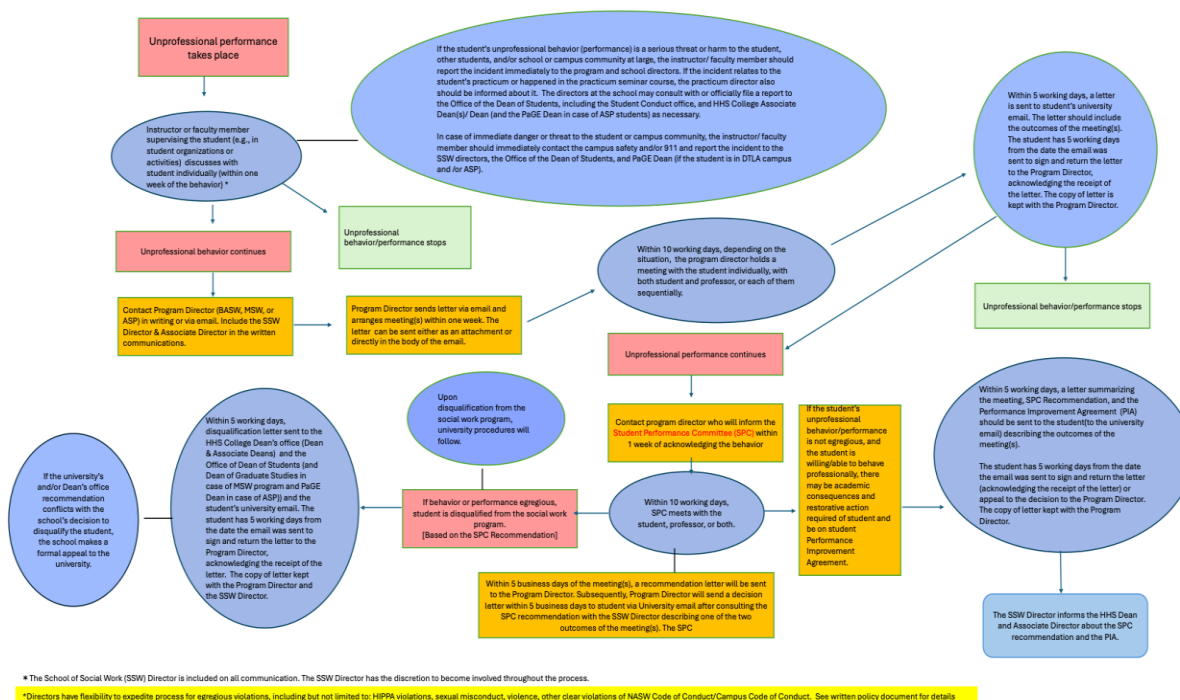 Unprofessional performance
takes place
If the student's unprofessional behavior (performance) is a serious threat or harm to the student,
other students, and/or school or campus community at large, the instructor/ faculty member should
report the incident immediately to the program and school directors. If the incident relates to the
student's practicum or happened in the practicum seminar course, the practicum director also
should be informed about it. The directors at the school may consult with or officially file a report to
the Office of the Dean of Students, including the Student Conduct office, and HHS College Associate
Dean(s)/ Dean (and the PaGE Dean in case of ASP students) as necessary.
In case of immediate danger or threat to the student or campus community, the instructor/ faculty
member should immediately contact the campus safety and/or 911 and report the incident to the
SSW directors, the Office of the Dean of Students, and PaGE Dean (if the student is in DTLA campus
and /or ASP).
Within 5 working days, a letter
is sent to student's university
email. The letter should include
the outcomes of the meeting(s).
The student has 5 working days
from the date the email was
sent to sign and return the letter
to the Program Director,
acknowledging the receipt of
the letter. The copy of letter is
kept with the Program Director.
Instructor or faculty member
supervising the student (e.g., in
student organizations or
activities) discusses with
student individually (within one
week of the behavior) *
Unprofessional
behavior/performance stops
Unprofessional behavior continues
Within 10 working days, depending on the
situation, the program director holds a
meeting with the student individually, with
both student and professor, or each of them
sequentially.
Unprofessional behavior/performance stops
Contact Program Director (BASW, MSW, or
ASP) in writing or via email. Include the SSW
Director & Associate Director in the written
communications.
Program Director sends letter via email and
arranges meeting(s) within one week. The
letter can be sent either as an attachment or
directly in the body of the email.
Unprofessional performance continues
Upon
disqualification from the
social work program,
university procedures will
follow.
Contact program director who will inform the
Student Performance Committee (SPC) within
1 week of acknowledging the behavior
If the student's
unprofessional
behavior/performance
is not egregious, and
the student is
willing/able to behave
professionally, there
may be academic
consequences and
restorative action
required of student and
be on student
Performance
Improvement
Agreement.
Within 5 working days, a letter summarizing
the meeting, SPC Recommendation, and
the Performance Improvement Agreement (PIA)
should be sent to the student(to the university
email) describing the outcomes of the
meeting(s).
The student has 5 working days from the date
the email was sent to sign and return the letter
(acknowledging the receipt of the letter) or
appeal to the decision to the Program Director.
The copy of letter kept with the Program
Director.
If the university's
and/or Dean's office
recommendation
conflicts with the
school's decision to
disqualify the student,
the school makes a
formal appeal to the
university.
Within 5 working days,
disqualification letter sent to the
HHS College Dean's office (Dean
& Associate Deans) and the
Office of Dean of Students (and
Dean of Graduate Studies in
case of MSW program and PaGE
Dean in case of ASP)) and the
student's university email. The
student has 5 working days from
the date the email was sent to
sign and return the letter to the
Program Director,
acknowledging the receipt of the
letter. The copy of letter kept
with the Program Director and
the SSW Director.
If behavior or performance egregious,
student is disqualified from the social work
program.
[Based on the SPC Recommendation]
Within 10 working days,
SPC meets with the
student, professor, or both.
Within 5 business days of the meeting(s), a recommendation letter will be sent
to the Program Director. Subsequently, Program Director will send a decision
letter within 5 business days to student via University email after consulting the
SPC recommendation with the SSW Director describing one of the two
outcomes of the meeting(s). The SPC
The SSW Director informs the HHS Dean
and Associate Director about the SPC
recommendation and the PIA.
* The School of Social Work (SSW) Director is included on all communication. The SSW Director has the discretion to become involved throughout the process.
*Directors have flexibility to expedite process for egregious violations, including but not limited to: HIPPA violations, sexual misconduct, violence, other clear violations of NASW Code of Conduct/Campus Code of Conduct. See written policy document for details